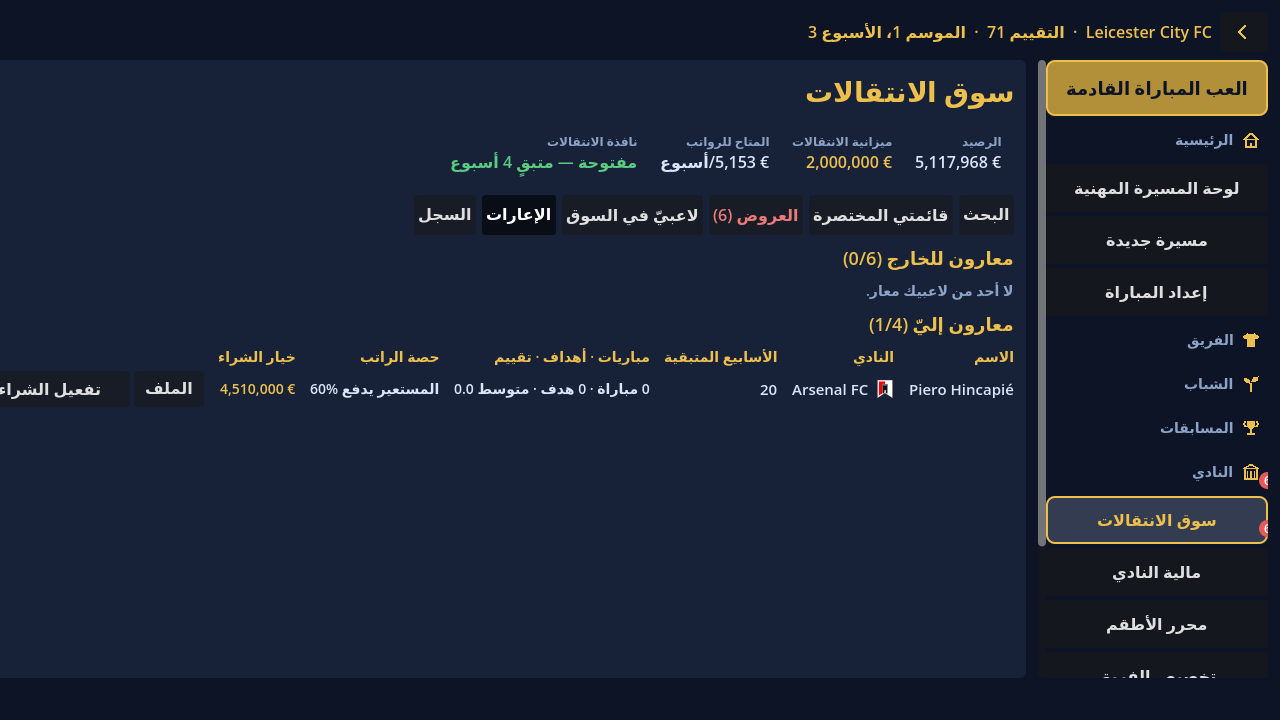 Leicester City FC · التقييم 71 · الموسم 1، الأسبوع 3
العب المباراة القادمة
الرئيسية
لوحة المسيرة المهنية
مسيرة جديدة
إعداد المباراة
الفريق
الشباب
المسابقات
النادي
سوق الانتقالات
مالية النادي
محرر الأطقم
سوق الانتقالات
الرصيد
5,117,968 €
ميزانية الانتقالات
2,000,000 €
المتاح للرواتب
5,153 €/أسبوع
نافذة الانتقالات
مفتوحة — متبقٍ 4 أسبوع
البحث
قائمتي المختصرة
العروض (6)
لاعبيّ في السوق
الإعارات
السجل
معارون للخارج (0/6)
لا أحد من لاعبيك معار.
معارون إليّ (1/4)
الاسم النادي الأسابيع المتبقية مباريات · أهداف · تقييم حصة الراتب خيار الشراء
Piero Hincapié Arsenal FC 20 0 مباراة · 0 هدف · متوسط 0.0 المستعير يدفع 60% 4,510,000 € الملف تفعيل الشراء